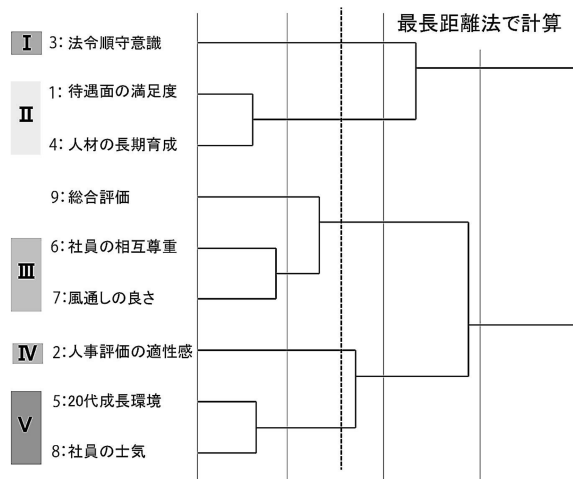 最長距離法で計算
I 3: 法令順守意識
1: 待遇面の満足度
II
4: 人材の長期育成
9: 総合評価
6: 社員の相互尊重
III
7: 風通しの良さ
IV 2: 人事評価の適性感
5: 20代成長環境
V
8: 社員の士気